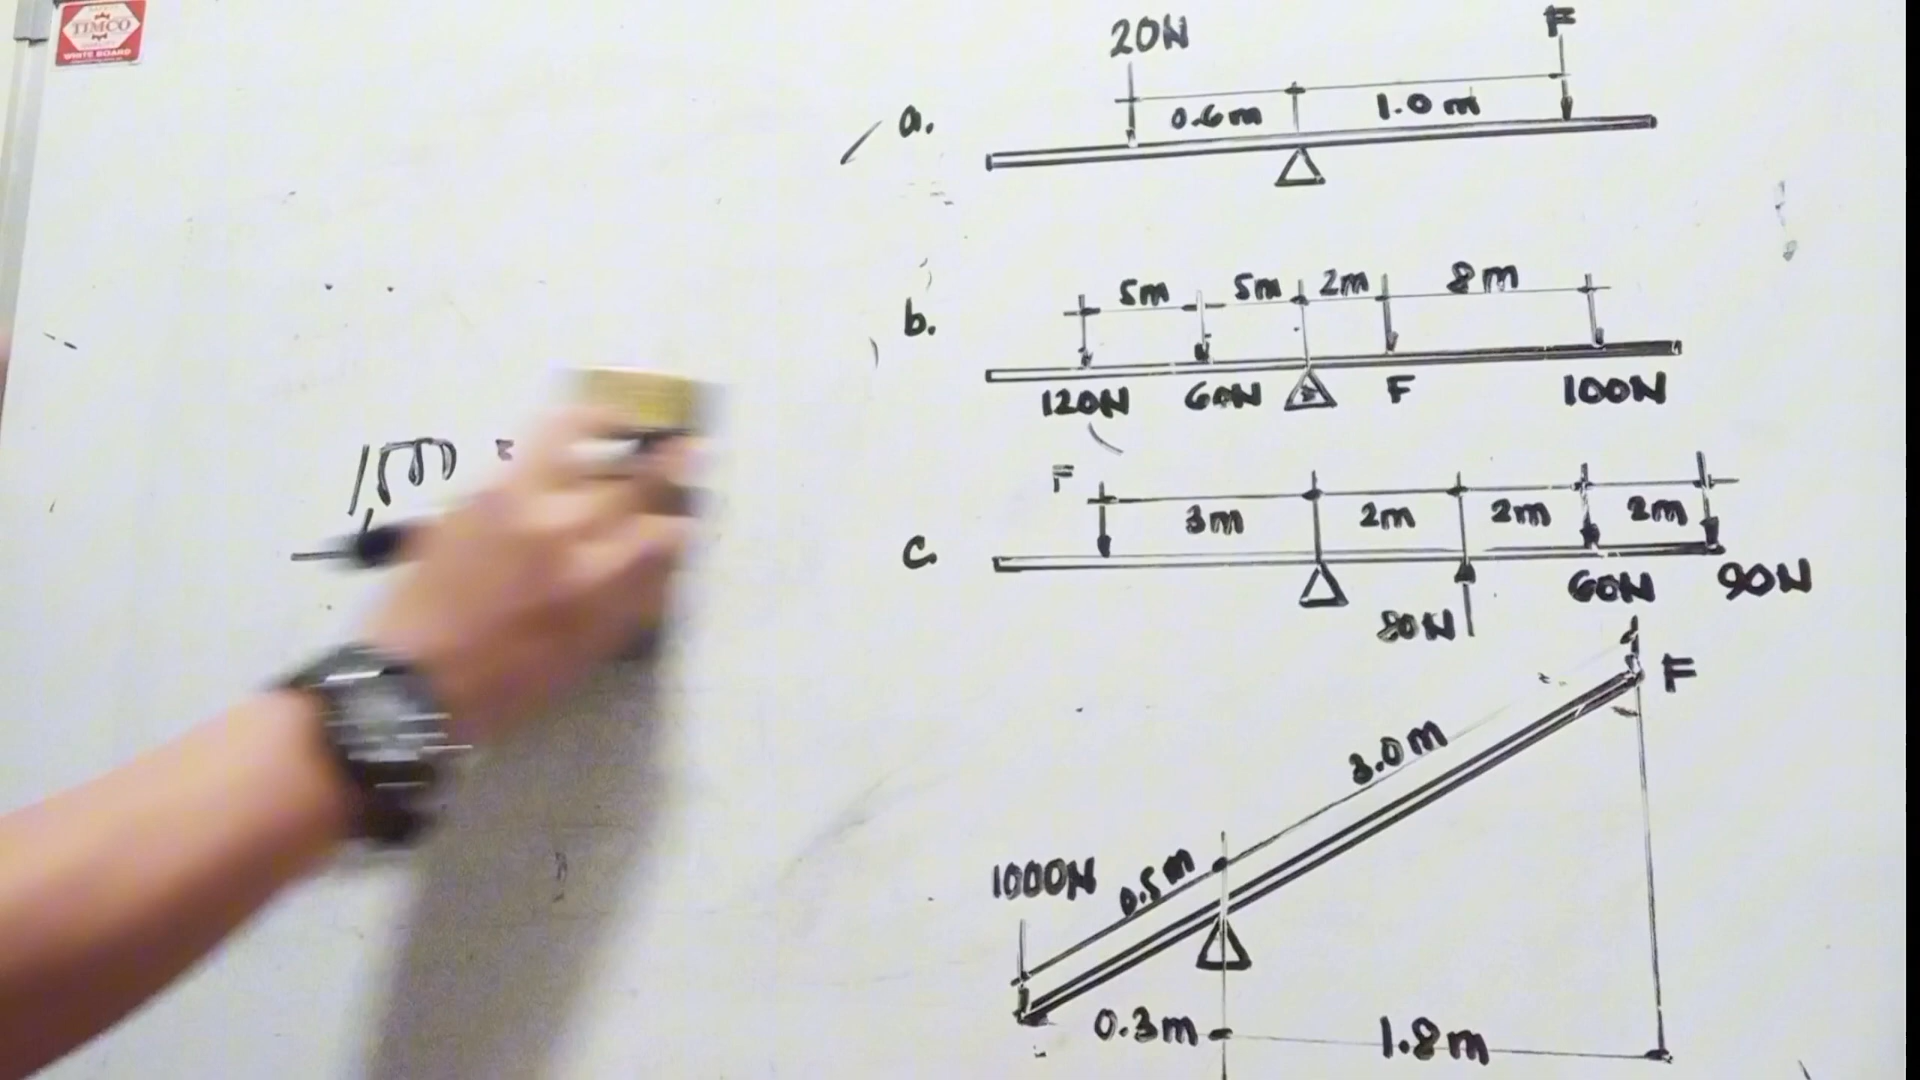 TIMCO
WHITE BOARD
20N F
a. 0.6m 1.0m
5m 5m 2m 8m
b.
120N 60N F 100N
F
3m 2m 2m 2m
c.
80N 60N 90N
F
3.0m
1000N 0.5m
0.3m 1.8m